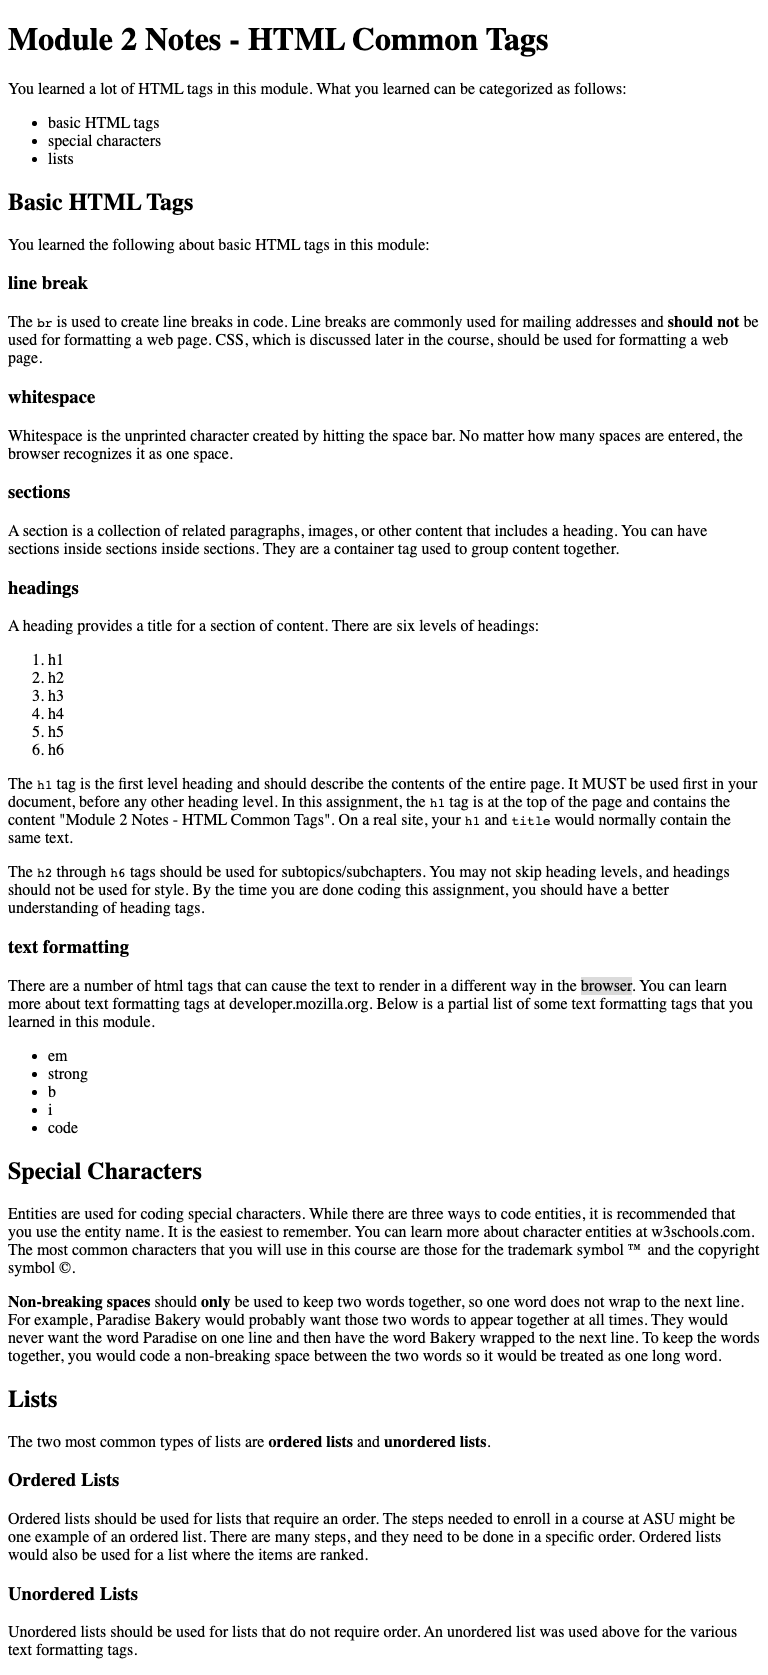 Module 2 Notes - HTML Common Tags
You learned a lot of HTML tags in this module. What you learned can be categorized as follows:
• basic HTML tags
• special characters
• lists
Basic HTML Tags
You learned the following about basic HTML tags in this module:
line break
The br is used to create line breaks in code. Line breaks are commonly used for mailing addresses and should not be
used for formatting a web page. CSS, which is discussed later in the course, should be used for formatting a web
page.
whitespace
Whitespace is the unprinted character created by hitting the space bar. No matter how many spaces are entered, the
browser recognizes it as one space.
sections
A section is a collection of related paragraphs, images, or other content that includes a heading. You can have
sections inside sections inside sections. They are a container tag used to group content together.
headings
A heading provides a title for a section of content. There are six levels of headings:
1. h1
2. h2
3. h3
4. h4
5. h5
6. h6
The h1 tag is the first level heading and should describe the contents of the entire page. It MUST be used first in your
document, before any other heading level. In this assignment, the h1 tag is at the top of the page and contains the
content "Module 2 Notes - HTML Common Tags". On a real site, your h1 and title would normally contain the
same text.
The h2 through h6 tags should be used for subtopics/subchapters. You may not skip heading levels, and headings
should not be used for style. By the time you are done coding this assignment, you should have a better
understanding of heading tags.
text formatting
There are a number of html tags that can cause the text to render in a different way in the browser. You can learn
more about text formatting tags at developer.mozilla.org. Below is a partial list of some text formatting tags that you
learned in this module.
• em
• strong
• b
• i
• code
Special Characters
Entities are used for coding special characters. While there are three ways to code entities, it is recommended that
you use the entity name. It is the easiest to remember. You can learn more about character entities at w3schools.com.
The most common characters that you will use in this course are those for the trademark symbol ™ and the copyright
symbol ©.
Non-breaking spaces should only be used to keep two words together, so one word does not wrap to the next line.
For example, Paradise Bakery would probably want those two words to appear together at all times. They would
never want the word Paradise on one line and then have the word Bakery wrapped to the next line. To keep the words
together, you would code a non-breaking space between the two words so it would be treated as one long word.
Lists
The two most common types of lists are ordered lists and unordered lists.
Ordered Lists
Ordered lists should be used for lists that require an order. The steps needed to enroll in a course at ASU might be
one example of an ordered list. There are many steps, and they need to be done in a specific order. Ordered lists
would also be used for a list where the items are ranked.
Unordered Lists
Unordered lists should be used for lists that do not require order. An unordered list was used above for the various
text formatting tags.